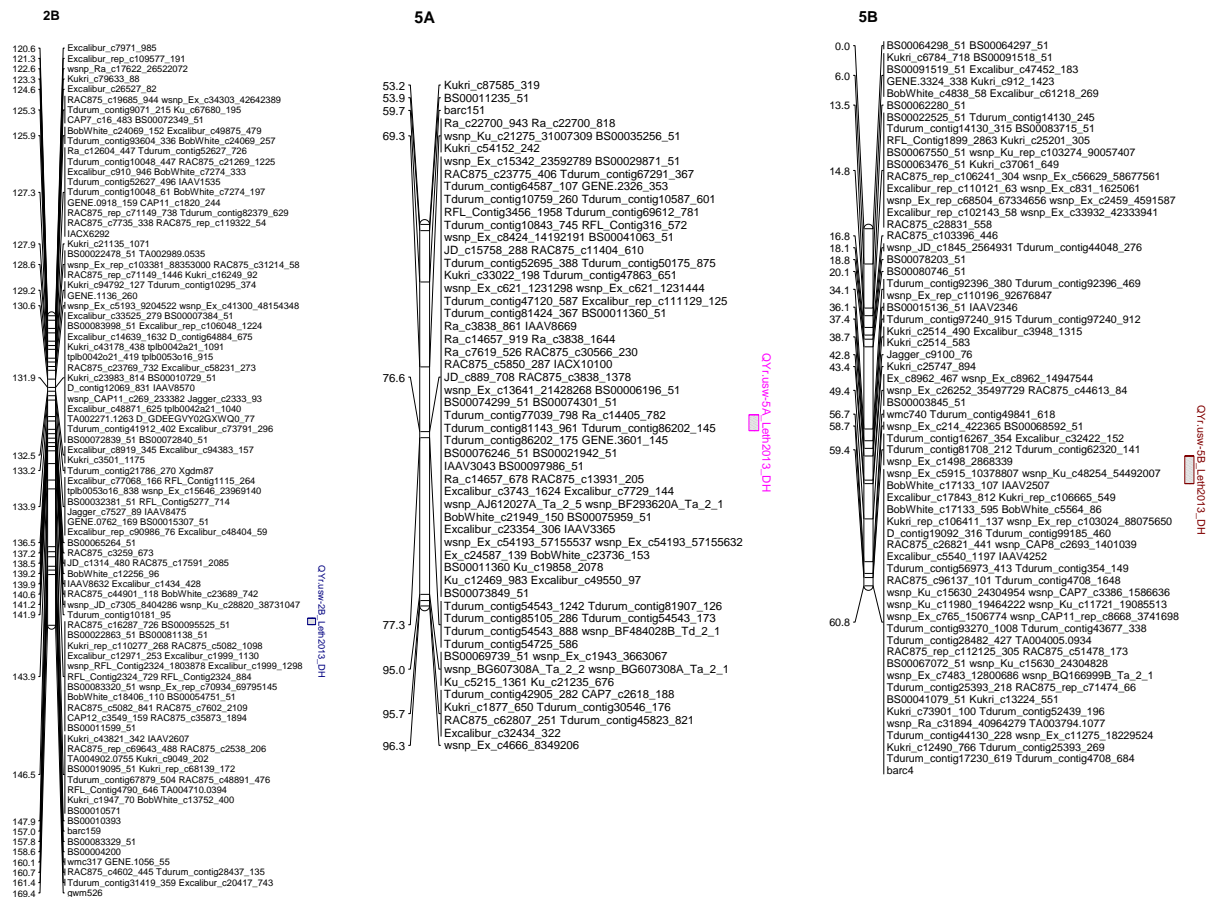 2B
120.6 Excalibur_c7971_985
121.3 Excalibur_rep_c109577_191
122.6 wsnp_Ra_c17622_26522072
123.3 Kukri_c79633_88
124.6 Excalibur_c26527_82
RAC875_c19685_944 wsnp_Ex_c34303_42642389
125.3 Tdurum_contig9071_215 Ku_c67680_195
CAP7_c16_483 BS00072349_51
BobWhite_c24069_152 Excalibur_c49875_479
125.9 Tdurum_contig93604_336 BobWhite_c24069_257
Ra_c12604_447 Tdurum_contig52627_726
Tdurum_contig10048_447 RAC875_c21269_1225
Excalibur_c910_946 BobWhite_c7274_333
Tdurum_contig52627_496 IAAV1535
127.3 Tdurum_contig10048_61 BobWhite_c7274_197
GENE.0918_159 CAP11_c1820_244
RAC875_rep_c71149_738 Tdurum_contig82379_629
RAC875_c7735_338 RAC875_rep_c119322_54
IACX6292
127.9 Kukri_c21135_1071
BS00022478_51 TA002989.0535
128.6 wsnp_Ex_rep_c103381_88353000 RAC875_c31214_58
RAC875_rep_c71149_1446 Kukri_c16249_92
Kukri_c94792_127 Tdurum_contig10295_374
129.2 GENE.1136_260
130.6 wsnp_Ex_c5193_9204522 wsnp_Ex_c41300_48154348
Excalibur_c33525_279 BS00007384_51
BS00083998_51 Excalibur_rep_c106048_1224
Excalibur_c14639_1632 D_contig64884_675
Kukri_c43178_438 tplb0042a21_1091
tplb0042o21_419 tplb0053o16_915
RAC875_c23769_732 Excalibur_c58231_273
131.9 Kukri_c23983_814 BS00010729_51
D_contig12069_831 IAAV8570
wsnp_CAP11_c269_233382 Jagger_c2333_93
Excalibur_c48871_625 tplb0042a21_1040
TA002271.1263 D_GDEEGVY02GXWQ0_77
Tdurum_contig41912_402 Excalibur_c73791_296
BS00072839_51 BS00072840_51
Excalibur_c8919_345 Excalibur_c94383_157
132.5 Kukri_c3501_1175
133.2 Tdurum_contig21786_270 Xgdm87
Excalibur_c77068_166 RFL_Contig1115_264
tplb0053o16_838 wsnp_Ex_c15646_23969140
BS00032381_51 RFL_Contig5277_714
133.9 Jagger_c7527_89 IAAV8475
GENE.0762_169 BS00015307_51
Excalibur_rep_c90986_76 Excalibur_c48404_59
136.5 BS00065264_51
137.2 RAC875_c3259_673
138.5 JD_c1314_480 RAC875_c17591_2085
139.2 BobWhite_c12256_96
139.9 IAAV8632 Excalibur_c1434_428
140.6 RAC875_c44901_118 BobWhite_c23689_742
141.2 wsnp_JD_c7305_8404286 wsnp_Ku_c28820_38731047
141.9 Tdurum_contig10181_95
RAC875_c16287_726 BS00095525_51
BS00022863_51 BS00081138_51
Kukri_rep_c110277_268 RAC875_c5082_1098
Excalibur_c12971_253 Excalibur_c1999_1130
wsnp_RFL_Contig2324_1803878 Excalibur_c1999_1298
143.9 RFL_Contig2324_729 RFL_Contig2324_884
BS00083320_51 wsnp_Ex_rep_c70934_69795145
BobWhite_c18406_110 BS00054751_51
RAC875_c5082_841 RAC875_c7602_2109
CAP12_c3549_159 RAC875_c35873_1894
BS00011599_51
Kukri_c43821_342 IAAV2607
RAC875_rep_c69643_488 RAC875_c2538_206
TA004902.0755 Kukri_c9049_202
BS00019095_51 Kukri_rep_c68139_172
146.5 Tdurum_contig67879_504 RAC875_c48891_476
RFL_Contig4790_646 TA004710.0394
Kukri_c1947_70 BobWhite_c13752_400
BS00010571
147.9 BS00010393
157.0 barc159
157.8 BS00083329_51
158.6 BS00004200
160.1 wmc317 GENE.1056_55
160.7 RAC875_c4602_445 Tdurum_contig28437_135
161.4 Tdurum_contig31419_359 Excalibur_c20417_743
169.4 gwm526
QYr.usw-2B_Leth2013_DH
5A
53.2 Kukri_c87585_319
53.9 BS00011235_51
59.7 barc151
Ra_c22700_943 Ra_c22700_818
69.3 wsnp_Ku_c21275_31007309 BS00035256_51
Kukri_c54152_242
wsnp_Ex_c15342_23592789 BS00029871_51
RAC875_c23775_406 Tdurum_contig67291_367
Tdurum_contig64587_107 GENE.2326_353
Tdurum_contig10759_260 Tdurum_contig10587_601
RFL_Contig3456_1958 Tdurum_contig69612_781
Tdurum_contig10843_745 RFL_Contig316_572
wsnp_Ex_c8424_14192191 BS00041063_51
JD_c15758_288 RAC875_c11404_610
Tdurum_contig52695_388 Tdurum_contig50175_875
Kukri_c33022_198 Tdurum_contig47863_651
wsnp_Ex_c621_1231298 wsnp_Ex_c621_1231444
Tdurum_contig47120_587 Excalibur_rep_c111129_125
Tdurum_contig81424_367 BS00011360_51
Ra_c3838_861 IAAV8669
Ra_c14657_919 Ra_c3838_1644
Ra_c7619_526 RAC875_c30566_230
RAC875_c5850_287 IACX10100
76.6 JD_c889_708 RAC875_c3838_1378
wsnp_Ex_c13641_21428268 BS00006196_51
BS00074299_51 BS00074301_51
Tdurum_contig77039_798 Ra_c14405_782
Tdurum_contig81143_961 Tdurum_contig86202_145
Tdurum_contig86202_175 GENE.3601_145
BS00076246_51 BS00021942_51
IAAV3043 BS00097986_51
Ra_c14657_678 RAC875_c13931_205
Excalibur_c3743_1624 Excalibur_c7729_144
wsnp_AJ612027A_Ta_2_5 wsnp_BF293620A_Ta_2_1
BobWhite_c21949_150 BS00075959_51
Excalibur_c23354_306 IAAV3365
wsnp_Ex_c54193_57155537 wsnp_Ex_c54193_57155632
Ex_c24587_139 BobWhite_c23736_153
BS00011360 Ku_c19858_2078
Ku_c12469_983 Excalibur_c49550_97
BS00073849_51
Tdurum_contig54543_1242 Tdurum_contig81907_126
Tdurum_contig85106_286 Tdurum_contig54543_173
77.3 Tdurum_contig54543_888 wsnp_BF484028B_Td_2_1
Tdurum_contig54725_586
BS00069739_51 wsnp_Ex_c1943_3663067
95.0 wsnp_BG607308A_Ta_2_2 wsnp_BG607308A_Ta_2_1
Ku_c5215_1361 Ku_c21235_676
Tdurum_contig42905_282 CAP7_c2618_188
95.7 Kukri_c1877_650 Tdurum_contig30546_176
RAC875_c62807_251 Tdurum_contig45823_821
Excalibur_c32434_322
96.3 wsnp_Ex_c4666_8349206
QYr.usw-5A_Leth2013_DH
5B
0.0 BS00064298_51 BS00064297_51
Kukri_c6784_718 BS00091518_51
BS00091519_51 Excalibur_c47452_183
6.0 GENE.3324_338 Kukri_c912_1423
BobWhite_c4838_58 Excalibur_c61218_269
13.5 BS00062280_51
BS00022525_51 Tdurum_contig14130_245
Tdurum_contig14130_315 BS00083715_51
RFL_Contig1899_2863 Kukri_c25201_305
BS00067550_51 wsnp_Ku_rep_c103274_90057407
BS00063476_51 Kukri_c37061_649
14.8 RAC875_rep_c106241_304 wsnp_Ex_c56629_58677561
Excalibur_rep_c110121_63 wsnp_Ex_c831_1625061
wsnp_Ex_rep_c68504_67334656 wsnp_Ex_c2459_4591587
Excalibur_rep_c102143_58 wsnp_Ex_c33932_42333941
RAC875_c28831_558
16.8 RAC875_c103396_446
18.1 wsnp_JD_c1845_2564931 Tdurum_contig44048_276
18.8 BS00078203_51
20.1 BS00080746_51
34.1 Tdurum_contig92396_380 Tdurum_contig92396_469
wsnp_Ex_rep_c110196_92676847
36.1 BS00015136_51 IAAV2346
37.4 Tdurum_contig97240_915 Tdurum_contig97240_912
38.7 Kukri_c2514_490 Excalibur_c3948_1315
Kukri_c2514_583
42.8 Jagger_c9100_76
43.4 Kukri_c25747_894
Ex_c8962_467 wsnp_Ex_c8962_14947544
49.4 wsnp_Ex_c26252_35497729 RAC875_c44613_84
BS00003845_51
56.7 wmc740 Tdurum_contig49841_618
58.7 wsnp_Ex_c214_422365 BS00068592_51
Tdurum_contig16267_354 Excalibur_c32422_152
59.4 Tdurum_contig81708_212 Tdurum_contig62320_141
wsnp_Ex_c1498_2868339
wsnp_Ex_c5915_10378807 wsnp_Ku_c48254_54492007
BobWhite_c17133_107 IAAV2507
Excalibur_c17843_812 Kukri_rep_c106665_549
BobWhite_c17133_595 BobWhite_c5564_86
Kukri_rep_c106411_137 wsnp_Ex_rep_c103024_88075650
D_contig19092_316 Tdurum_contig99185_460
RAC875_c26821_441 wsnp_CAP8_c2693_1401039
Excalibur_c5540_1197 IAAV4252
Tdurum_contig56973_413 Tdurum_contig354_149
RAC875_c96137_101 Tdurum_contig4708_1648
wsnp_Ku_c15630_24304954 wsnp_CAP7_c3386_1586636
wsnp_Ku_c11980_19464222 wsnp_Ku_c11721_19085513
wsnp_Ex_c765_1506774 wsnp_CAP11_rep_c8668_3741698
60.8 Tdurum_contig93270_1008 Tdurum_contig43677_338
Tdurum_contig28482_427 TA004005.0934
RAC875_rep_c112125_305 RAC875_c51478_173
BS00067072_51 wsnp_Ku_c15630_24304828
wsnp_Ex_c7483_12800686 wsnp_BQ166999B_Ta_2_1
Tdurum_contig25393_218 RAC875_rep_c71474_66
BS00041079_51 Kukri_c13224_551
Kukri_c73901_100 Tdurum_contig52439_196
wsnp_Ra_c31894_40964279 TA003794.1077
Tdurum_contig44130_228 wsnp_Ex_c11275_18229524
Kukri_c12490_766 Tdurum_contig25393_269
Tdurum_contig17230_619 Tdurum_contig4708_684
barc4
QYr.usw-5B_Leth2013_DH